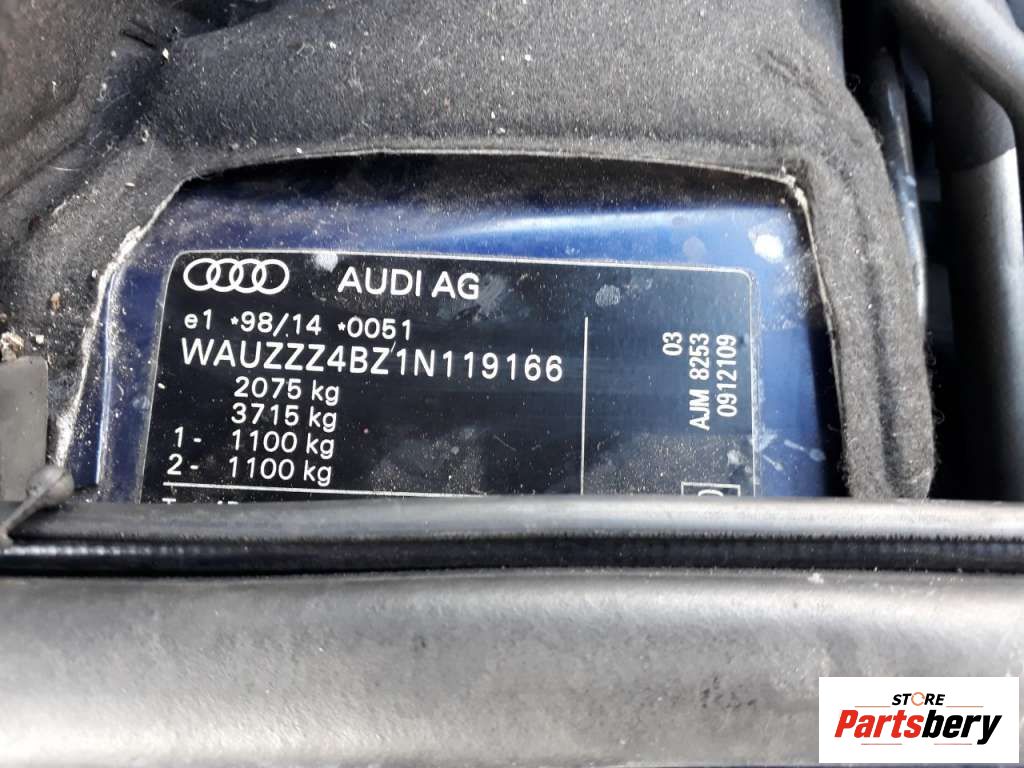 AUDI AG
e1 *98/14 *0051
WAUZZZ4BZ1N119166
2075 kg
3715 kg
1- 1100 kg
2- 1100 kg
03
AJM 8253
0912109
STORE
Partsbery